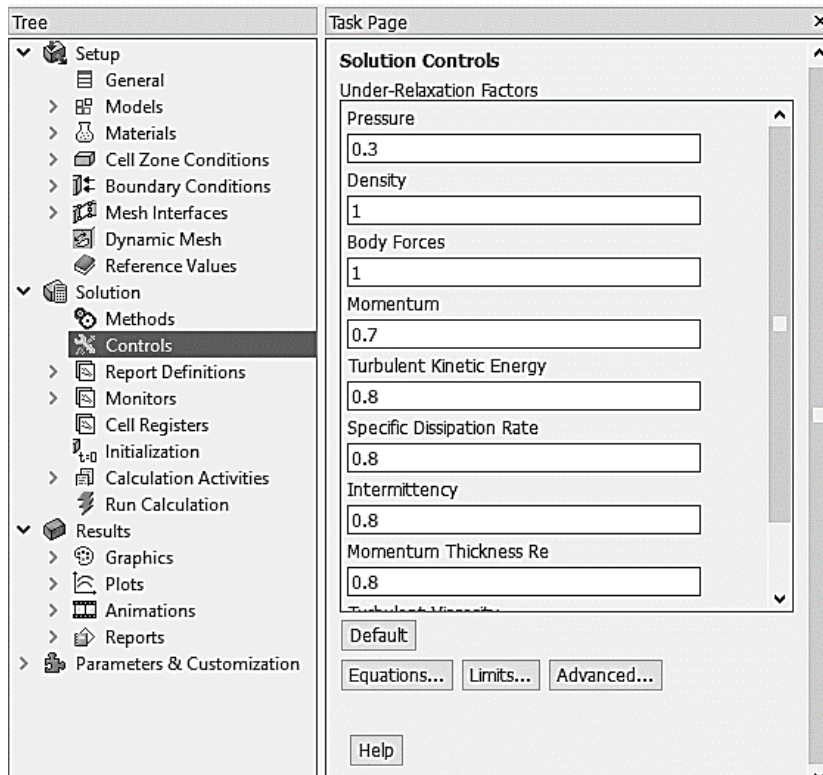 Tree
Setup
General
Models
Materials
Cell Zone Conditions
Boundary Conditions
Mesh Interfaces
Dynamic Mesh
Reference Values
Solution
Methods
Controls
Report Definitions
Monitors
Cell Registers
t=0 Initialization
Calculation Activities
Run Calculation
Results
Graphics
Plots
Animations
Reports
Parameters & Customization
Task Page
Solution Controls
Under-Relaxation Factors
Pressure
0.3
Density
1
Body Forces
1
Momentum
0.7
Turbulent Kinetic Energy
0.8
Specific Dissipation Rate
0.8
Intermittency
0.8
Momentum Thickness Re
0.8
Turbulent Viscosity
Default
Equations... Limits... Advanced...
Help